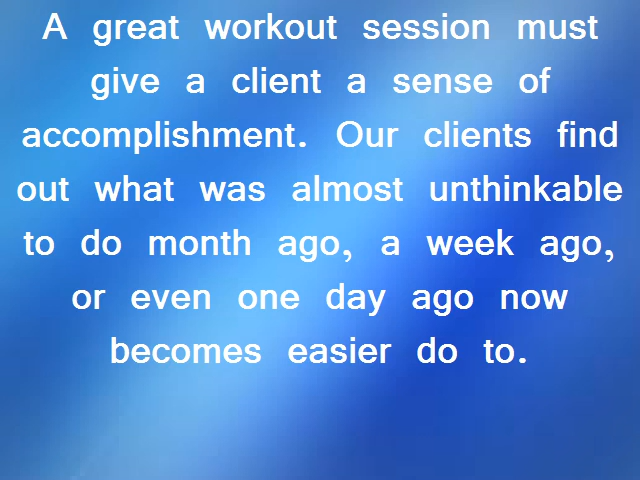 A great workout session must
give a client a sense of
accomplishment. Our clients find
out what was almost unthinkable
to do month ago, a week ago,
or even one day ago now
becomes easier do to.